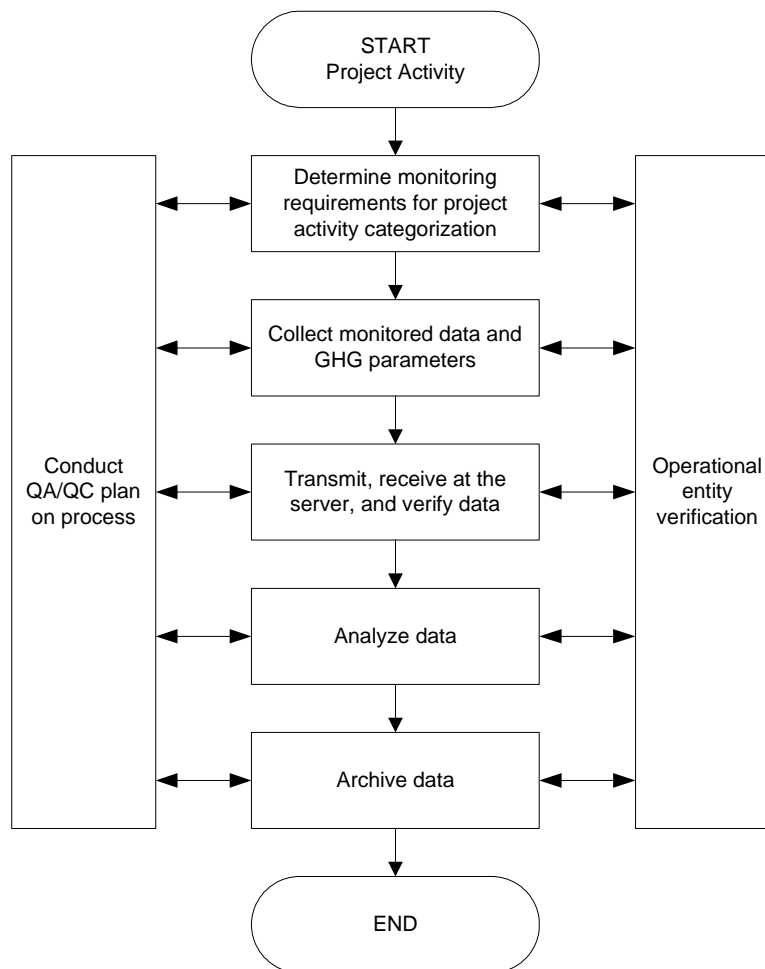 START
Project Activity
Determine monitoring
requirements for project
activity categorization
Collect monitored data and
GHG parameters
Conduct
QA/QC plan
on process
Transmit, receive at the
server, and verify data
Operational
entity
verification
Analyze data
Archive data
END